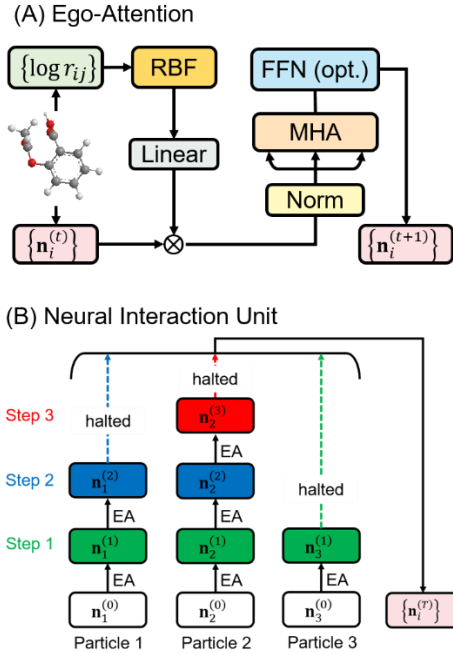 (A) Ego-Attention
{log r_{ij}}
RBF
FFN (opt.)
MHA
Linear
Norm
{n_i^{(t)}}
{n_i^{(t+1)}}
(B) Neural Interaction Unit
halted
Step 3
halted
n_2^{(3)}
EA
Step 2
n_1^{(2)}
n_2^{(2)}
halted
EA
EA
Step 1
n_1^{(1)}
n_2^{(1)}
n_3^{(1)}
EA
EA
EA
n_1^{(0)}
n_2^{(0)}
n_3^{(0)}
{n_i^{(T)}}
Particle 1
Particle 2
Particle 3